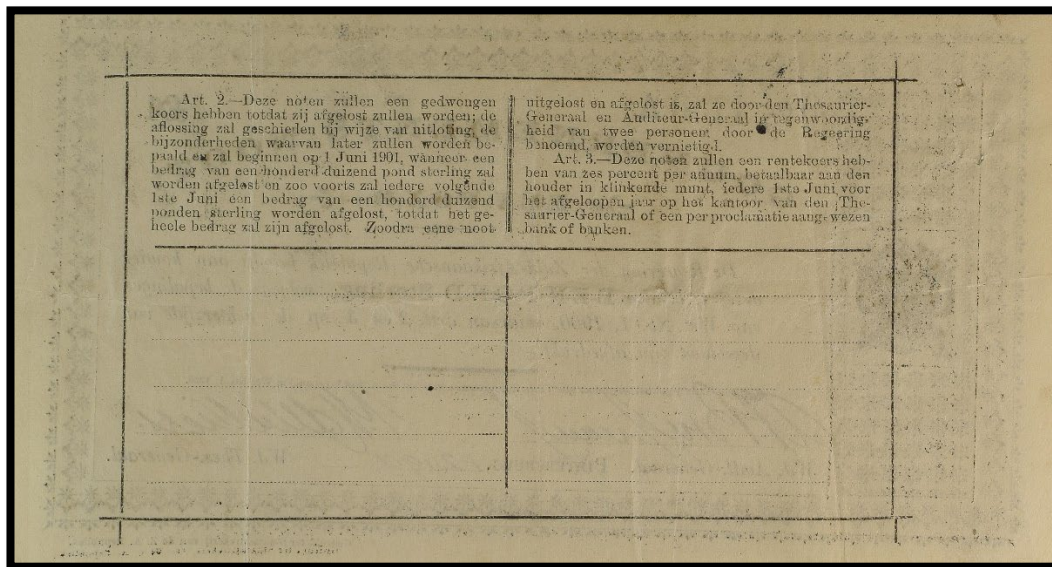 Art. 2.—Deze noten zullen een gedwongen
koers hebben totdat zij afgelost zullen worden; de
aflossing zal geschieden bij wijze van uitloting, de
bijzonderheden waarvan later zullen worden be-
paald en zal beginnen op 1 Juni 1901, wanneer een
bedrag van een honderd duizend pond sterling zal
worden afgelost en zoo voorts zal iedere volgende
1ste Juni een bedrag van een honderd duizend
ponden sterling worden afgelost, totdat het ge-
heele bedrag zal zijn afgelost. Zoodra eene noot
uitgelost en afgelost is, zal ze door den Thesaurier-
Generaal en Auditeur-Generaal in tegenwoordig-
heid van twee personen door de Regeering
benoemd, worden vernietigd.
Art. 3.—Deze noten zullen een rentekoers heb-
ben van zes percent per annum, betaalbaar aan den
houder in klinkende munt, iedere 1ste Juni voor
het afgeloopen jaar op het kantoor van den The-
saurier-Generaal of een per proclamatie aangewezen
bank of banken.